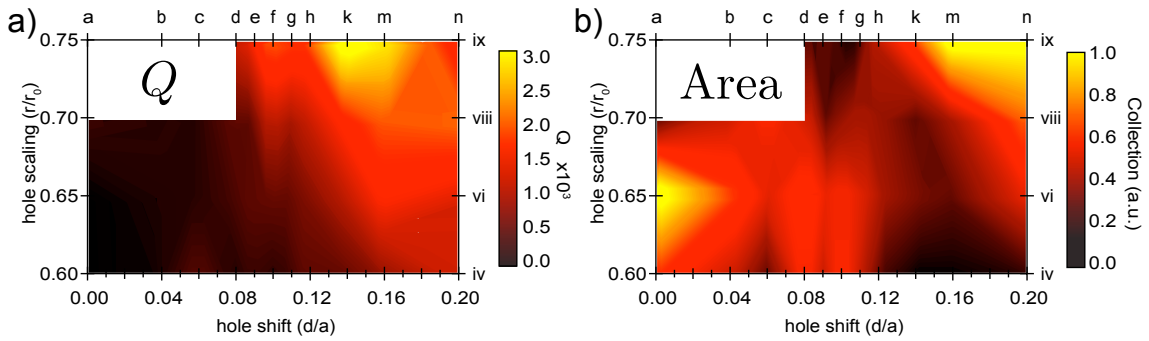 a)
a b c d e f g h k m n
0.75
0.70
0.65
0.60
ix
viii
vi
iv
Q
hole scaling (r/r₀)
0.00 0.04 0.08 0.12 0.16 0.20
hole shift (d/a)
3.0
2.5
2.0
1.5
1.0
0.5
0.0
Q x10³
b)
a b c d e f g h k m n
0.75
0.70
0.65
0.60
ix
viii
vi
iv
Area
hole scaling (r/r₀)
0.00 0.04 0.08 0.12 0.16 0.20
hole shift (d/a)
1.0
0.8
0.6
0.4
0.2
0.0
Collection (a.u.)